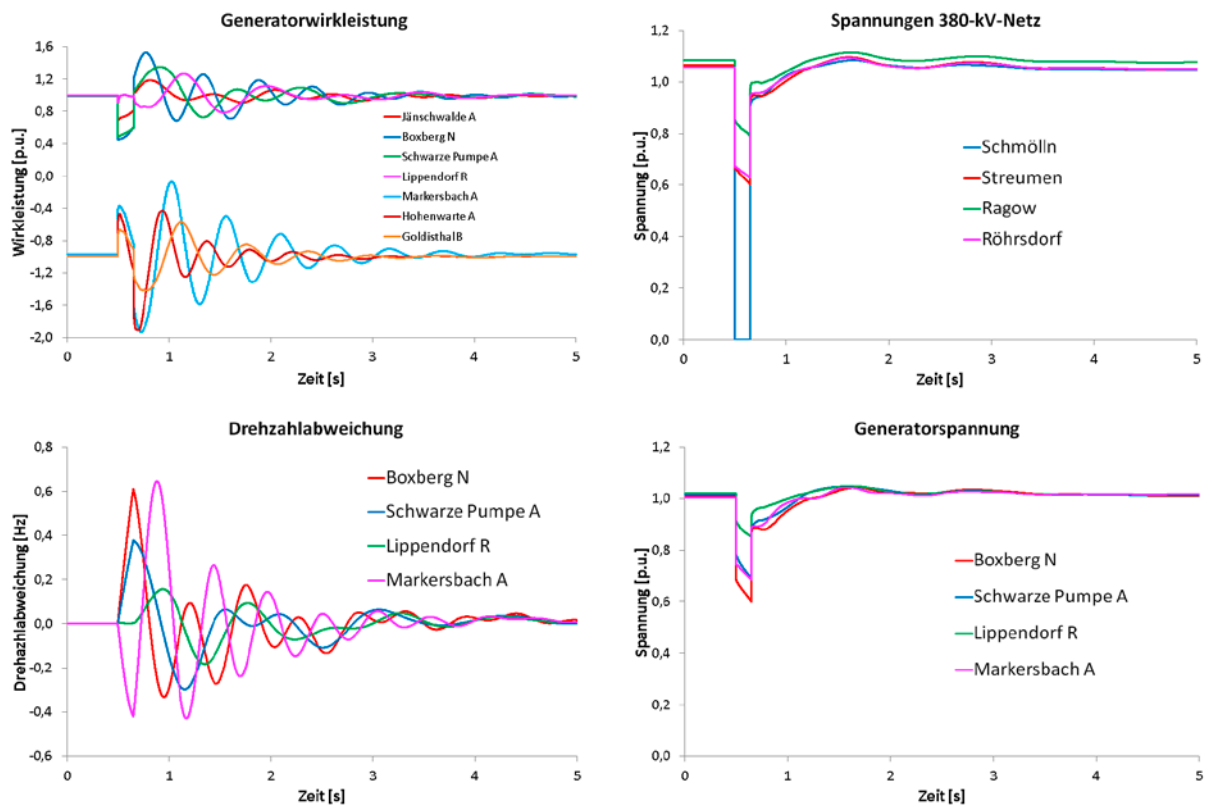 Generatorwirkleistung
Wirkleistung [p.u.]
1,6
1,2
0,8
0,4
0,0
-0,4
-0,8
-1,2
-1,6
-2,0
Jänschwalde A
Boxberg N
Schwarze Pumpe A
Lippendorf R
Markersbach A
Hohenwarte A
Goldisthal B
0 1 2 3 4 5
Zeit [s]
Spannungen 380-kV-Netz
Spannung [p.u.]
1,2
1,0
0,8
0,6
0,4
0,2
0,0
Schmölln
Streumen
Ragow
Röhrsdorf
0 1 2 3 4 5
Zeit [s]
Drehzahlabweichung
Drehazhlabweichung [Hz]
0,8
0,6
0,4
0,2
0,0
-0,2
-0,4
-0,6
Boxberg N
Schwarze Pumpe A
Lippendorf R
Markersbach A
0 1 2 3 4 5
Zeit [s]
Generatorspannung
Spannung [p.u.]
1,2
1,0
0,8
0,6
0,4
0,2
0,0
Boxberg N
Schwarze Pumpe A
Lippendorf R
Markersbach A
0 1 2 3 4 5
Zeit [s]